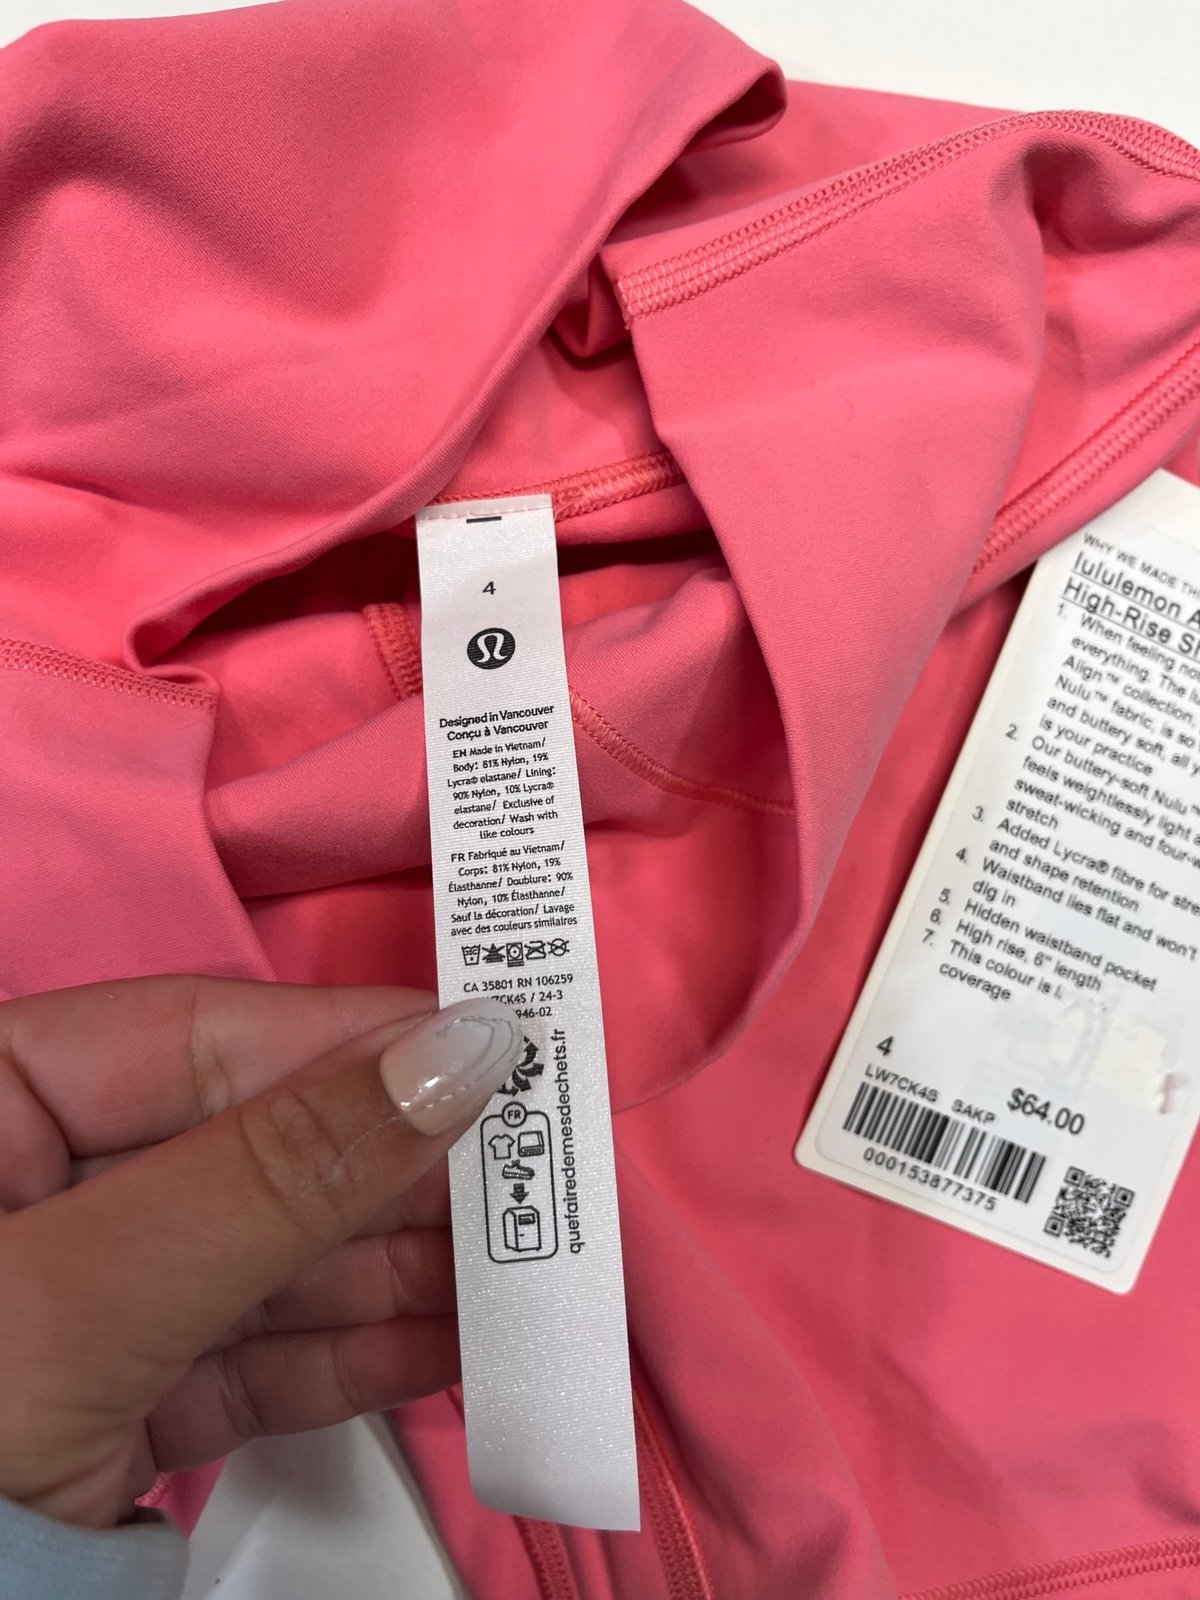 4
Designed in Vancouver
Conçu à Vancouver
EN Made in Vietnam/
Body: 81% Nylon, 19%
Lycra® elastane/ Lining:
90% Nylon, 10% Lycra®
elastane/ Exclusive of
decoration/ Wash with
like colours
FR Fabriqué au Vietnam/
Corps: 81% Nylon, 19%
Élasthanne/ Doublure: 90%
Nylon, 10% Élasthanne/
Sauf la décoration/ Lavage
avec des couleurs similaires
CA 35801 RN 106259
7CK4S / 24-3
946-02
FR
quefairedemesdechets.fr
WHY WE MADE
lululemon
High-Rise
1. When feeling
everything. The
Align™ collection,
Nulu™ fabric, is so
and buttery soft, all
is your practice
2. Our buttery-soft Nulu
feels weightlessly light
sweat-wicking and
stretch
3. Added Lycra® fibre for
and shape retention
4. Waistband lies flat and won't
dig in
5. Hidden waistband pocket
6. High rise, 6" length
7. This colour is
coverage
4
LW7CK4S SAKP $64.00
000153877375